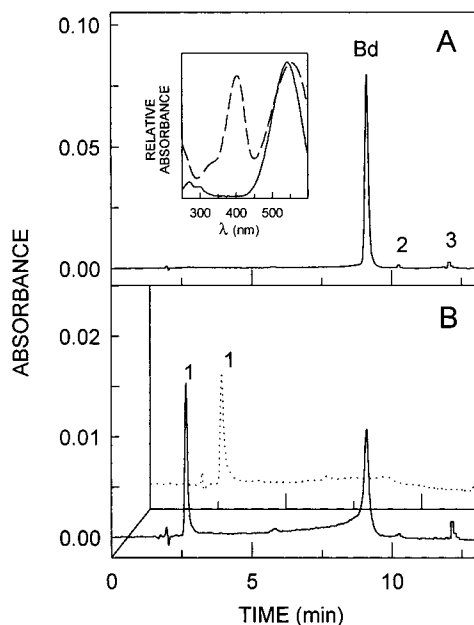 0.10
A
Bd
RELATIVE
ABSORBANCE
300 400 500
λ (nm)
0.05
2 3
0.00
ABSORBANCE
B
0.02
1 1
0.01
0.00
0 5 10
TIME (min)